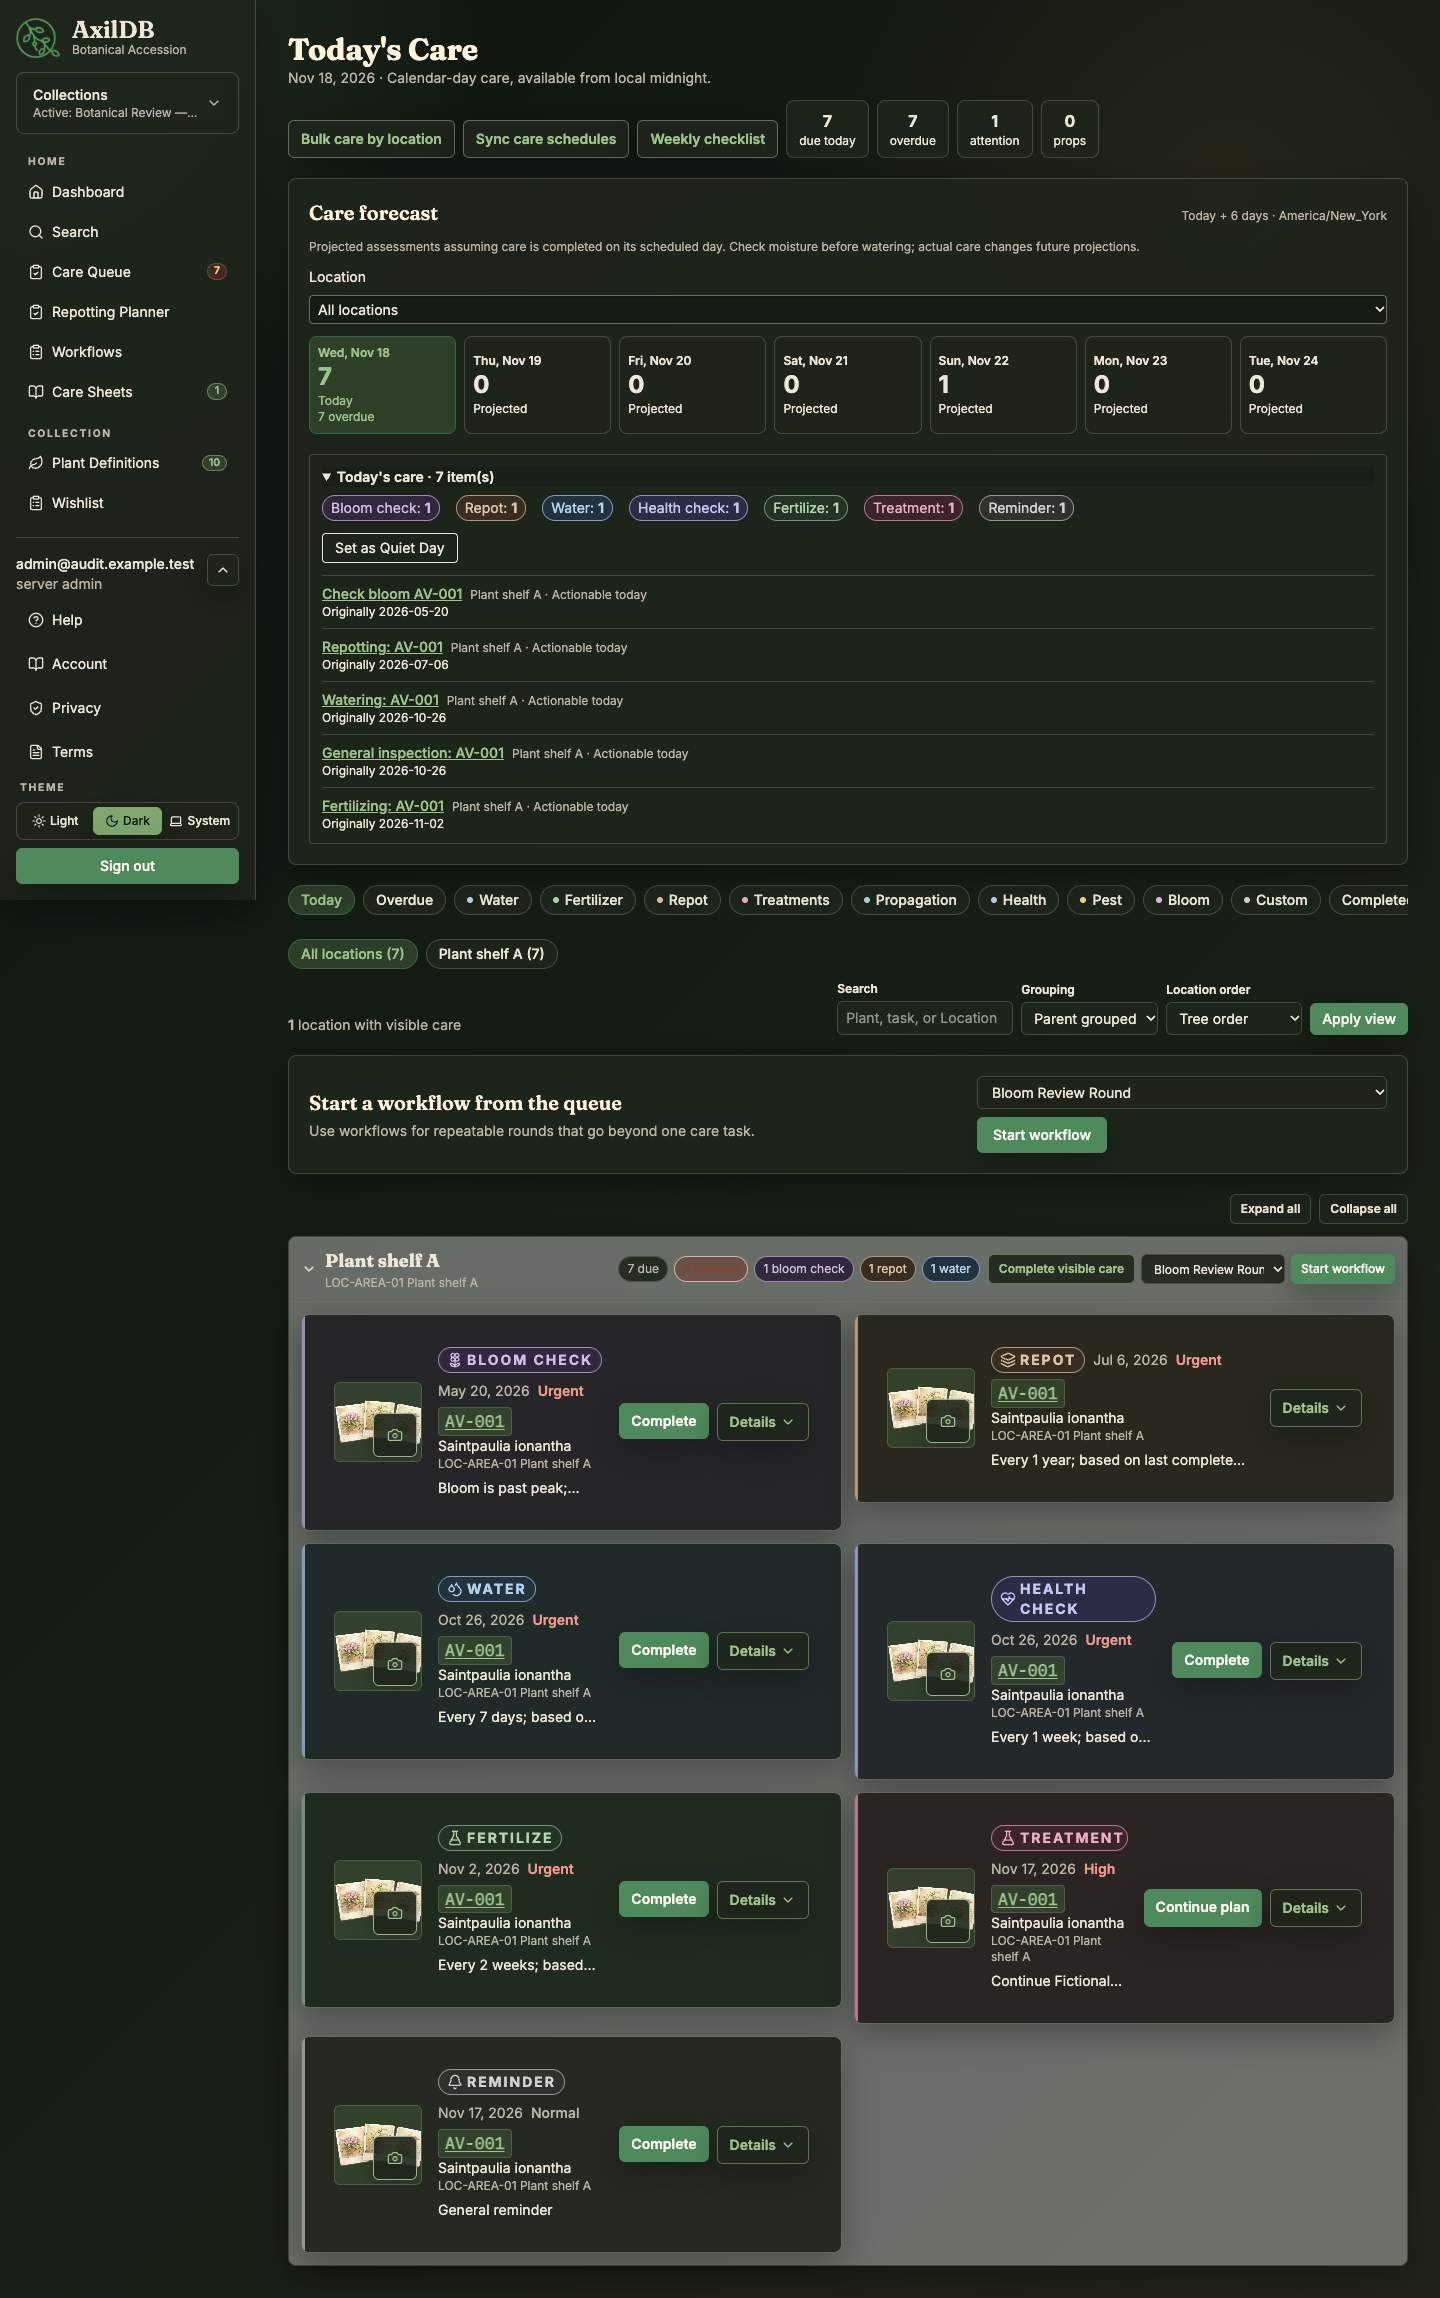 AxilDB
Botanical Accession
Collections
Active: Botanical Review —...
HOME
Dashboard
Search
Care Queue 7
Repotting Planner
Workflows
Care Sheets 1
COLLECTION
Plant Definitions 10
Wishlist
admin@audit.example.test
server admin
Help
Account
Privacy
Terms
THEME
Light Dark System
Sign out
Today's Care
Nov 18, 2026 · Calendar-day care, available from local midnight.
Bulk care by location Sync care schedules Weekly checklist
7 due today
7 overdue
1 attention
0 props
Care forecast
Today + 6 days · America/New_York
Projected assessments assuming care is completed on its scheduled day. Check moisture before watering; actual care changes future projections.
Location
All locations
Wed, Nov 18
7
Today
7 overdue
Thu, Nov 19
0
Projected
Fri, Nov 20
0
Projected
Sat, Nov 21
0
Projected
Sun, Nov 22
1
Projected
Mon, Nov 23
0
Projected
Tue, Nov 24
0
Projected
Today's care · 7 item(s)
Bloom check: 1 Repot: 1 Water: 1 Health check: 1 Fertilize: 1 Treatment: 1 Reminder: 1
Set as Quiet Day
Check bloom AV-001 Plant shelf A · Actionable today
Originally 2026-05-20
Repotting: AV-001 Plant shelf A · Actionable today
Originally 2026-07-06
Watering: AV-001 Plant shelf A · Actionable today
Originally 2026-10-26
General inspection: AV-001 Plant shelf A · Actionable today
Originally 2026-10-26
Fertilizing: AV-001 Plant shelf A · Actionable today
Originally 2026-11-02
Today Overdue Water Fertilizer Repot Treatments Propagation Health Pest Bloom Custom Completed
All locations (7) Plant shelf A (7)
1 location with visible care
Search
Plant, task, or Location
Grouping
Parent grouped
Location order
Tree order
Apply view
Start a workflow from the queue
Use workflows for repeatable rounds that go beyond one care task.
Bloom Review Round
Start workflow
Expand all Collapse all
Plant shelf A
LOC-AREA-01 Plant shelf A
7 due 1 bloom check 1 repot 1 water Complete visible care Bloom Review Roun Start workflow
BLOOM CHECK
May 20, 2026 Urgent
AV-001
Saintpaulia ionantha
LOC-AREA-01 Plant shelf A
Bloom is past peak;...
Complete Details
REPOT Jul 6, 2026 Urgent
AV-001
Saintpaulia ionantha
LOC-AREA-01 Plant shelf A
Every 1 year; based on last complete...
Details
WATER
Oct 26, 2026 Urgent
AV-001
Saintpaulia ionantha
LOC-AREA-01 Plant shelf A
Every 7 days; based o...
Complete Details
HEALTH
CHECK
Oct 26, 2026 Urgent
AV-001
Saintpaulia ionantha
LOC-AREA-01 Plant shelf A
Every 1 week; based o...
Complete Details
FERTILIZE
Nov 2, 2026 Urgent
AV-001
Saintpaulia ionantha
LOC-AREA-01 Plant shelf A
Every 2 weeks; based...
Complete Details
TREATMENT
Nov 17, 2026 High
AV-001
Saintpaulia ionantha
LOC-AREA-01 Plant
shelf A
Continue Fictional...
Continue plan Details
REMINDER
Nov 17, 2026 Normal
AV-001
Saintpaulia ionantha
LOC-AREA-01 Plant shelf A
General reminder
Complete Details